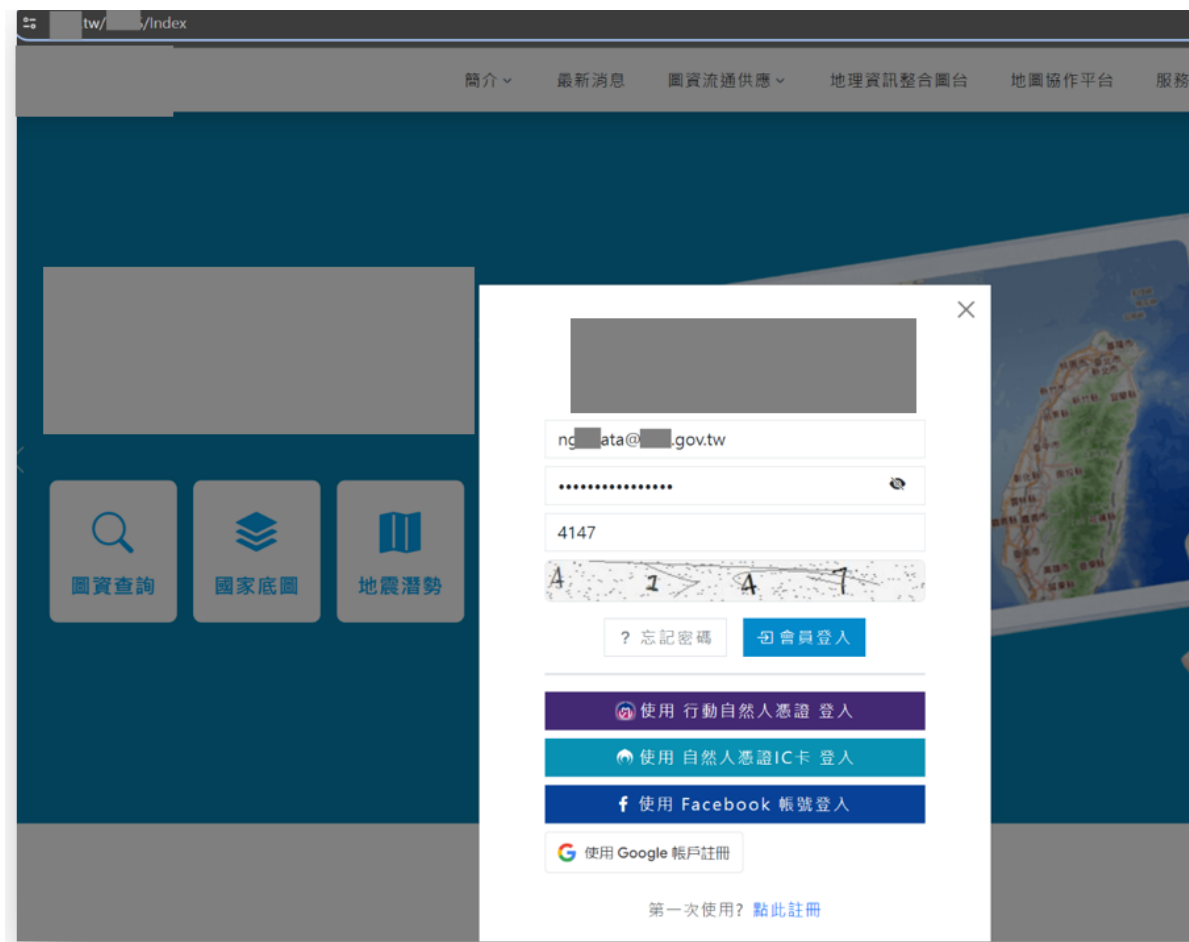 tw/ /Index
簡介 最新消息 圖資流通供應 地理資訊整合圖台 地圖協作平台 服務
ng ata@ .gov.tw
••••••••••••••••
4147
4 1 4 7
? 忘記密碼 會員登入
圖資查詢 國家底圖 地震潛勢
使用 行動自然人憑證 登入
使用 自然人憑證IC卡 登入
使用 Facebook 帳號登入
使用 Google 帳戶註冊
第一次使用? 點此註冊